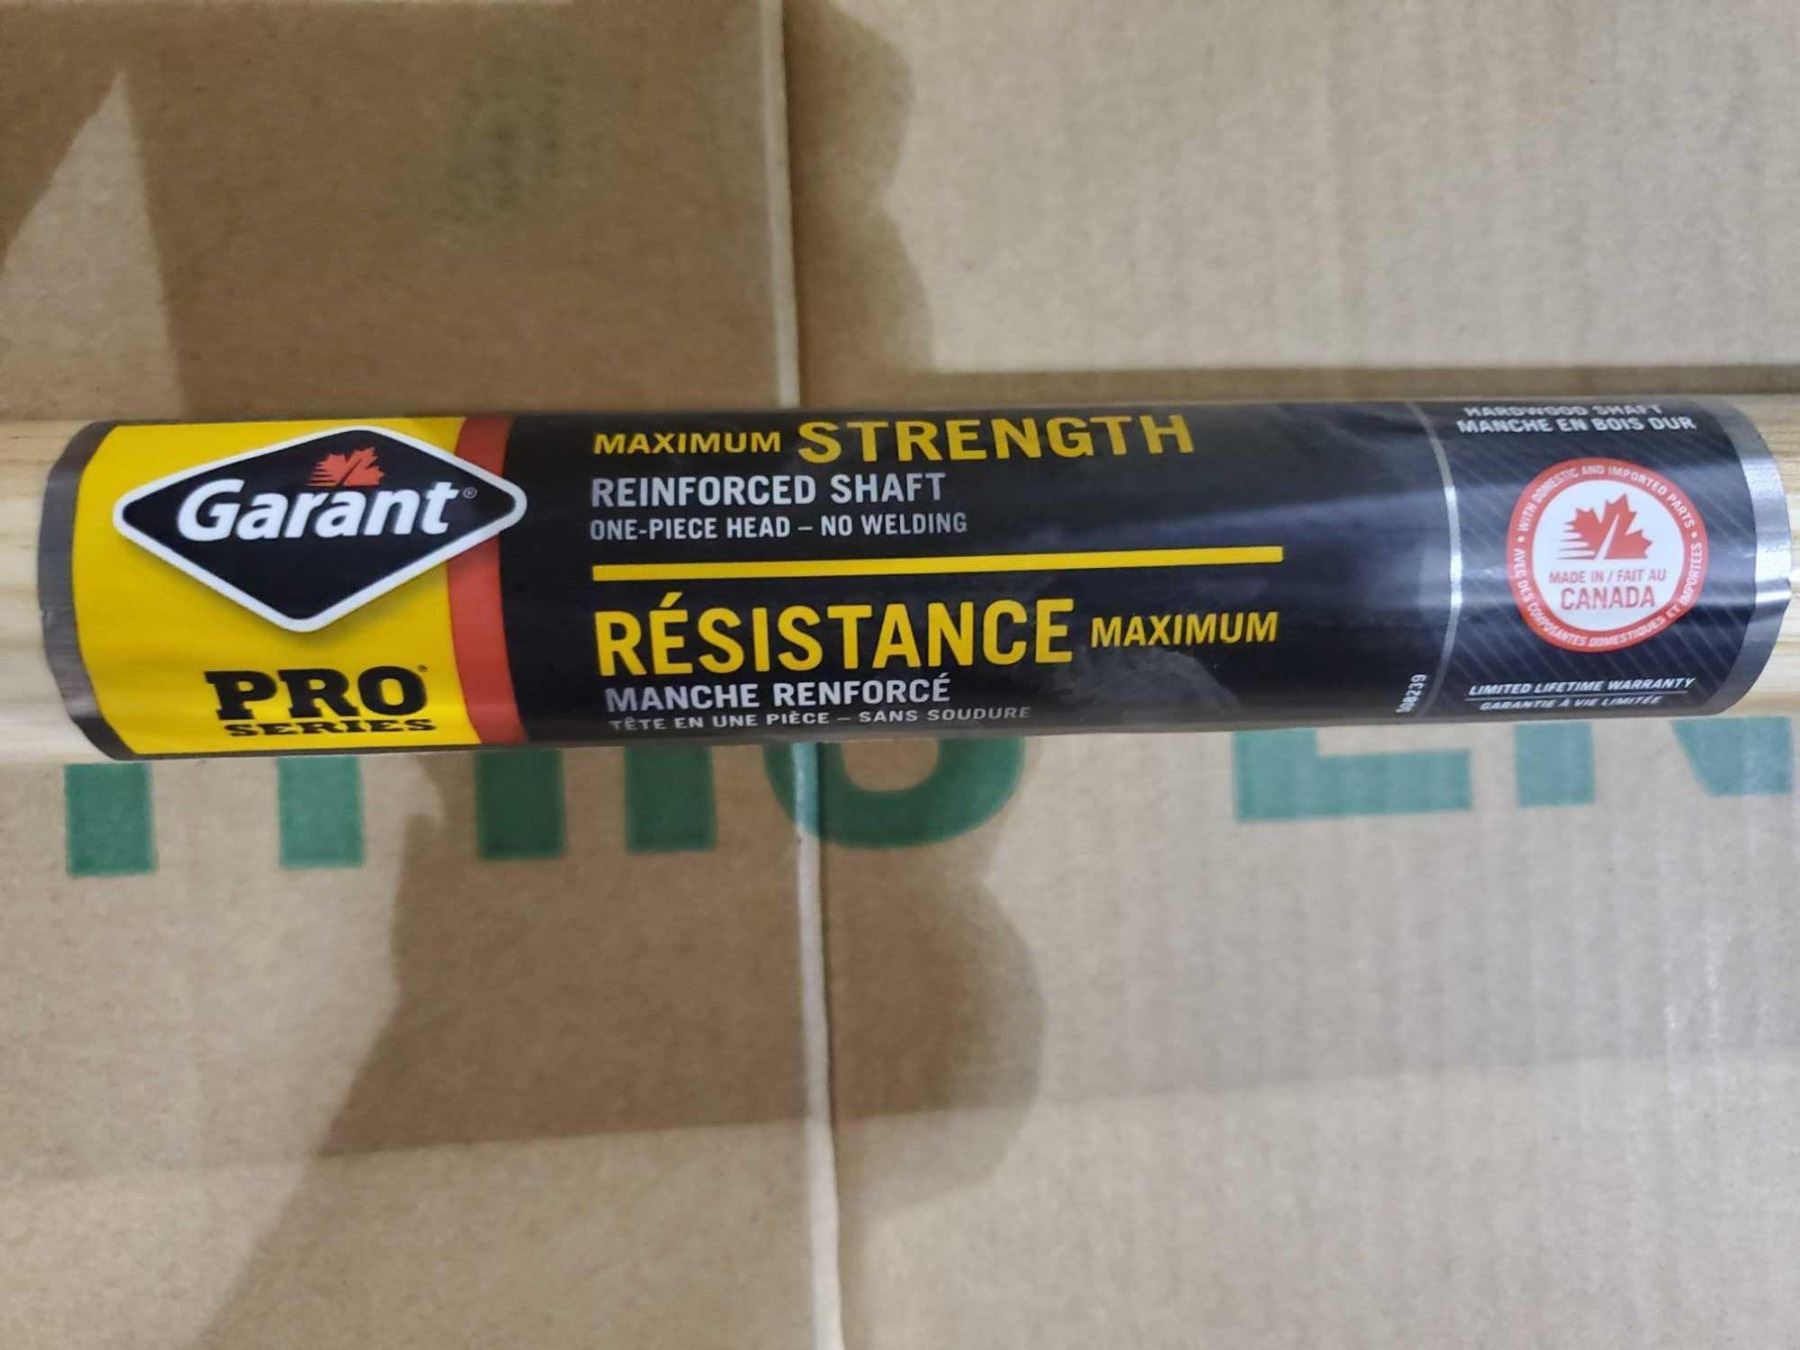 Garant®
PRO
SERIES
MAXIMUM STRENGTH
REINFORCED SHAFT
ONE-PIECE HEAD – NO WELDING
RÉSISTANCE MAXIMUM
MANCHE RENFORCÉ
TÊTE EN UNE PIÈCE – SANS SOUDURE
HARDWOOD SHAFT
MANCHE EN BOIS DUR
• WITH DOMESTIC AND IMPORTED PARTS •
MADE IN / FAIT AU
CANADA
AVEC DES COMPOSANTES DOMESTIQUES ET IMPORTÉES
LIMITED LIFETIME WARRANTY
GARANTIE À VIE LIMITÉE